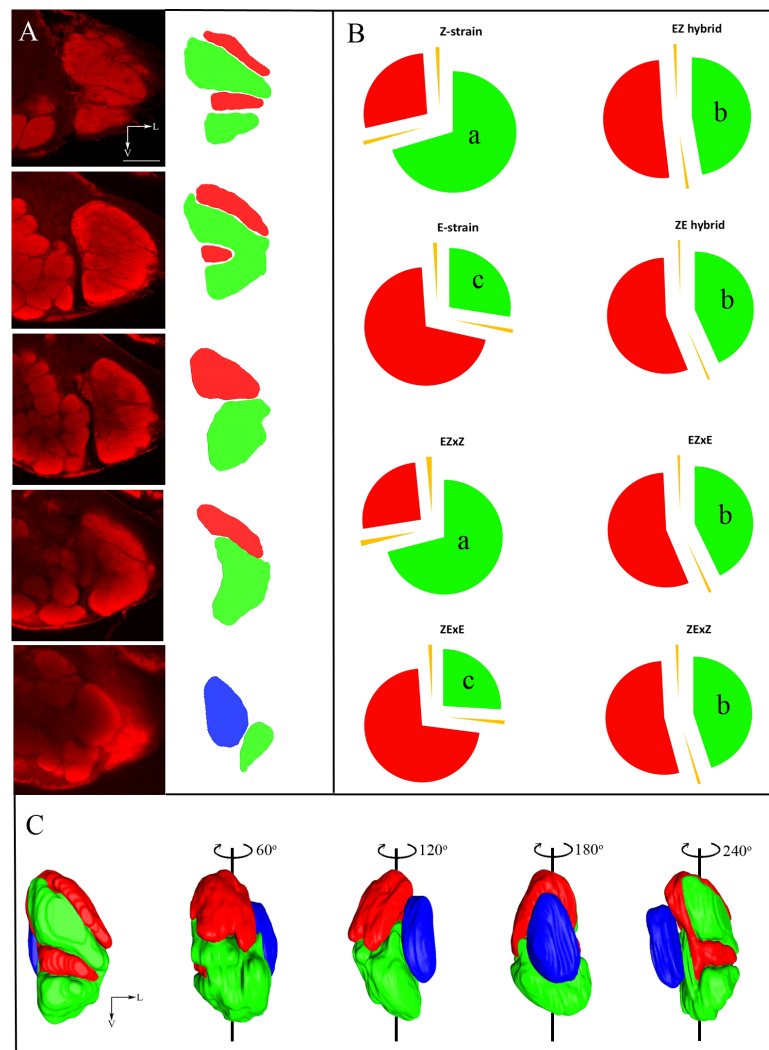 A
L
V
B
Z-strain
a
EZ hybrid
b
E-strain
c
ZE hybrid
b
EZxZ
a
EZxE
b
ZExE
c
ZExZ
b
C
L
V
60°
120°
180°
240°